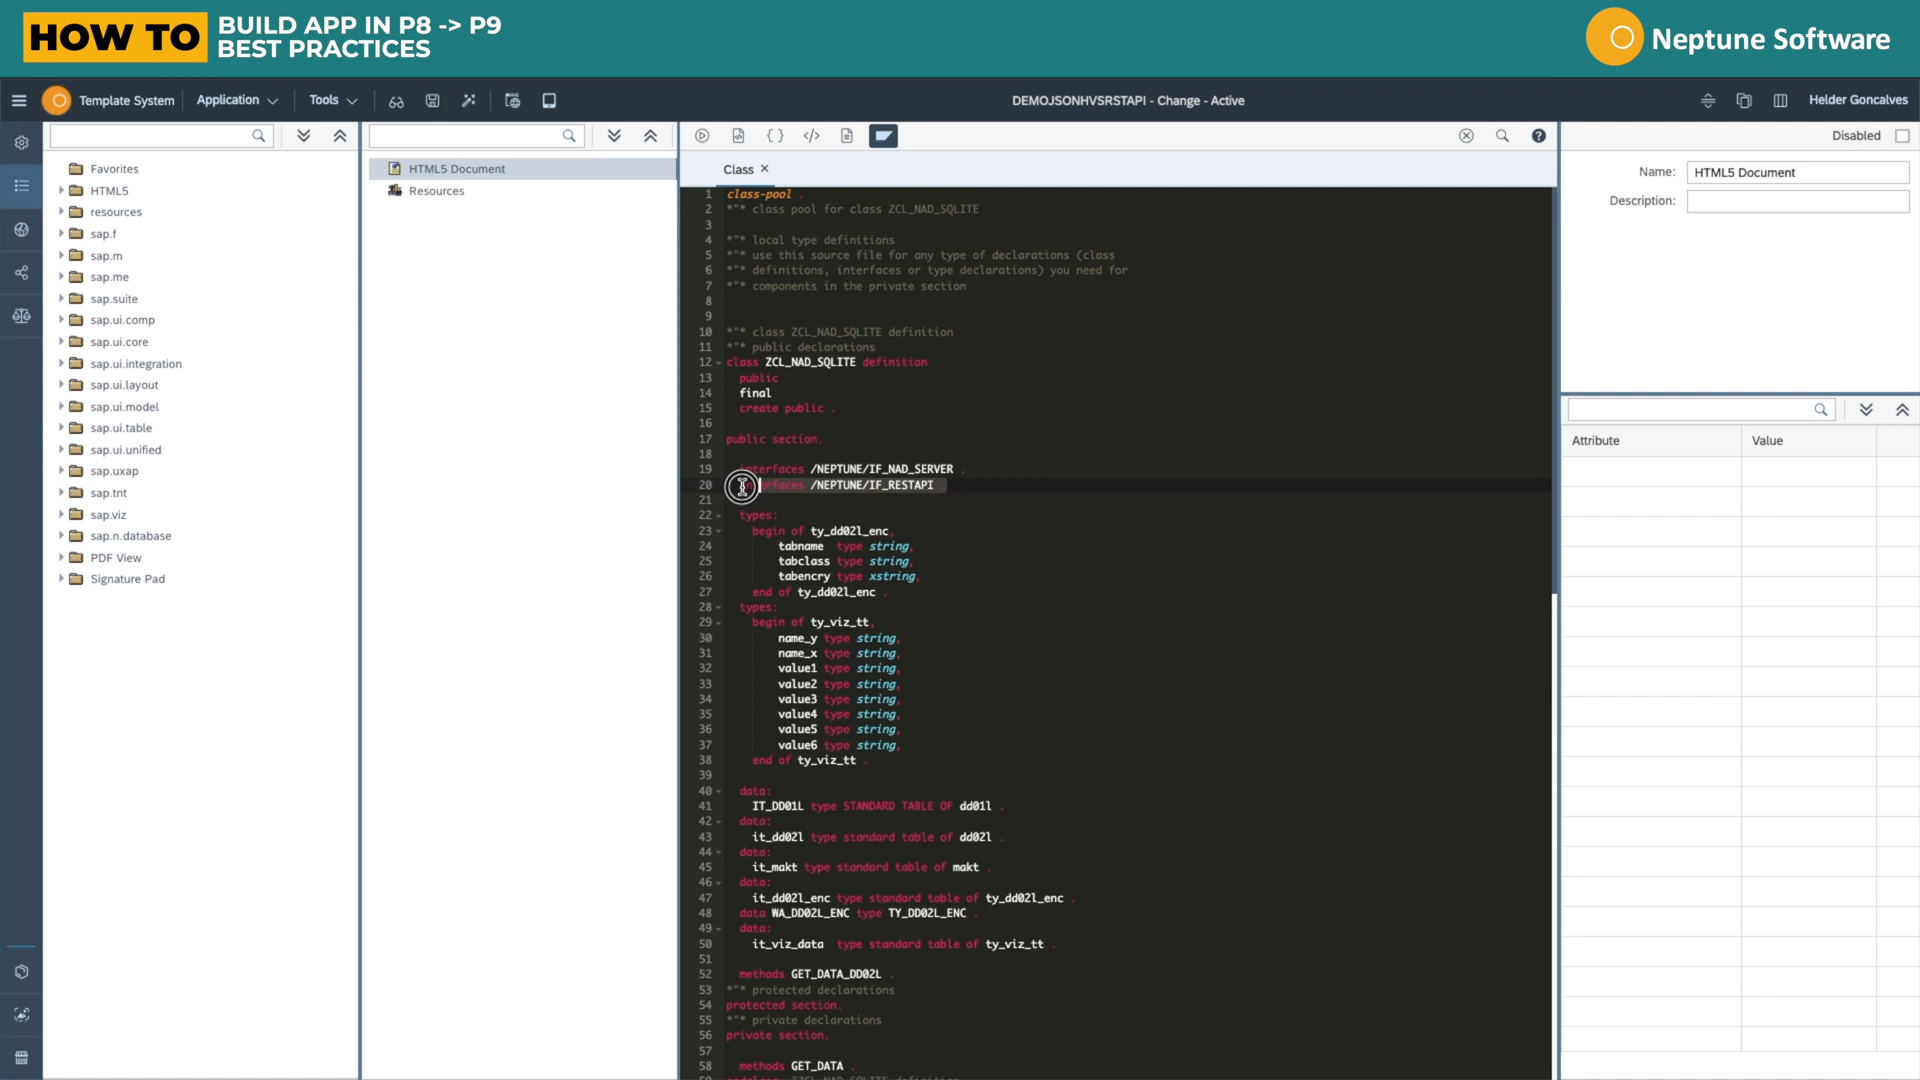 HOW TO
BUILD APP IN P8 -> P9
BEST PRACTICES
Neptune Software
Template System
Application
Tools
DEMOJSONHVSRSTAPI - Change - Active
Helder Goncalves
Favorites
HTML5
resources
sap.f
sap.m
sap.me
sap.suite
sap.ui.comp
sap.ui.core
sap.ui.integration
sap.ui.layout
sap.ui.model
sap.ui.table
sap.ui.unified
sap.uxap
sap.tnt
sap.viz
sap.n.database
PDF View
Signature Pad
HTML5 Document
Resources
Class
1 class-pool .
2 *"* class pool for class ZCL_NAD_SQLITE
3
4 *"* local type definitions
5 *"* use this source file for any type of declarations (class
6 *"* definitions, interfaces or type declarations) you need for
7 *"* components in the private section
8
9
10 *"* class ZCL_NAD_SQLITE definition
11 *"* public declarations
12 class ZCL_NAD_SQLITE definition
13 public
14 final
15 create public .
16
17 public section.
18
19 interfaces /NEPTUNE/IF_NAD_SERVER .
20 interfaces /NEPTUNE/IF_RESTAPI .
21
22 types:
23 begin of ty_dd02l_enc,
24 tabname type string,
25 tabclass type string,
26 tabencry type xstring,
27 end of ty_dd02l_enc .
28 types:
29 begin of ty_viz_tt,
30 name_y type string,
31 name_x type string,
32 value1 type string,
33 value2 type string,
34 value3 type string,
35 value4 type string,
36 value5 type string,
37 value6 type string,
38 end of ty_viz_tt .
39
40 data:
41 IT_DD01L type STANDARD TABLE OF dd01l .
42 data:
43 it_dd02l type standard table of dd02l .
44 data:
45 it_makt type standard table of makt .
46 data:
47 it_dd02l_enc type standard table of ty_dd02l_enc .
48 data WA_DD02L_ENC type TY_DD02L_ENC .
49 data:
50 it_viz_data type standard table of ty_viz_tt .
51
52 methods GET_DATA_DD02L .
53 *"* protected declarations
54 protected section.
55 *"* private declarations
56 private section.
57
58 methods GET_DATA .
Disabled
Name: HTML5 Document
Description:
Attribute Value